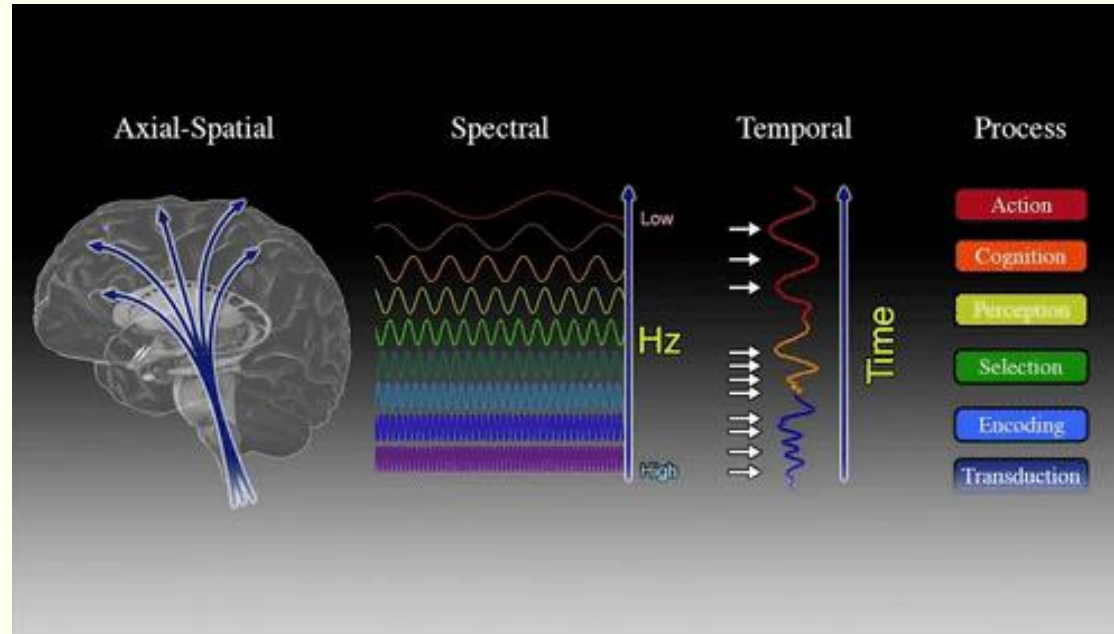 Axial-Spatial
Spectral
Temporal
Process
Low
Hz
High
Time
Action
Cognition
Perception
Selection
Encoding
Transduction